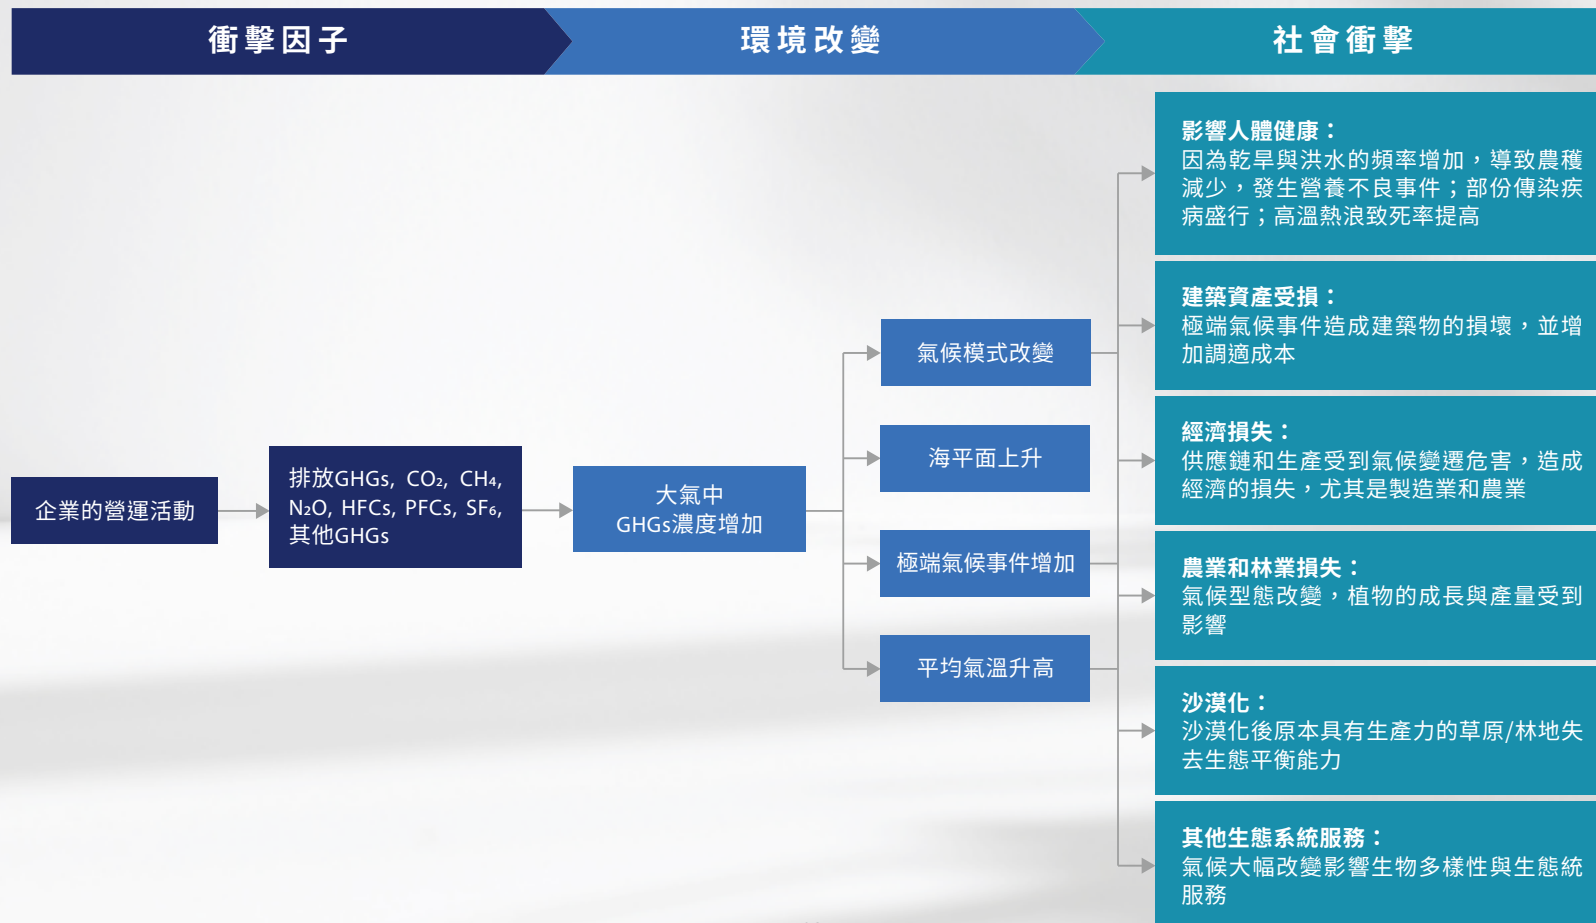 衝擊因子
環境改變
社會衝擊
企業的營運活動
排放GHGs, CO₂, CH₄,
N₂O, HFCs, PFCs, SF₆,
其他GHGs
大氣中
GHGs濃度增加
氣候模式改變
海平面上升
極端氣候事件增加
平均氣溫升高
影響人體健康：
因為乾旱與洪水的頻率增加，導致農穫
減少，發生營養不良事件；部份傳染疾
病盛行；高溫熱浪致死率提高
建築資產受損：
極端氣候事件造成建築物的損壞，並增
加調適成本
經濟損失：
供應鏈和生產受到氣候變遷危害，造成
經濟的損失，尤其是製造業和農業
農業和林業損失：
氣候型態改變，植物的成長與產量受到
影響
沙漠化：
沙漠化後原本具有生產力的草原/林地失
去生態平衡能力
其他生態系統服務：
氣候大幅改變影響生物多樣性與生態統
服務